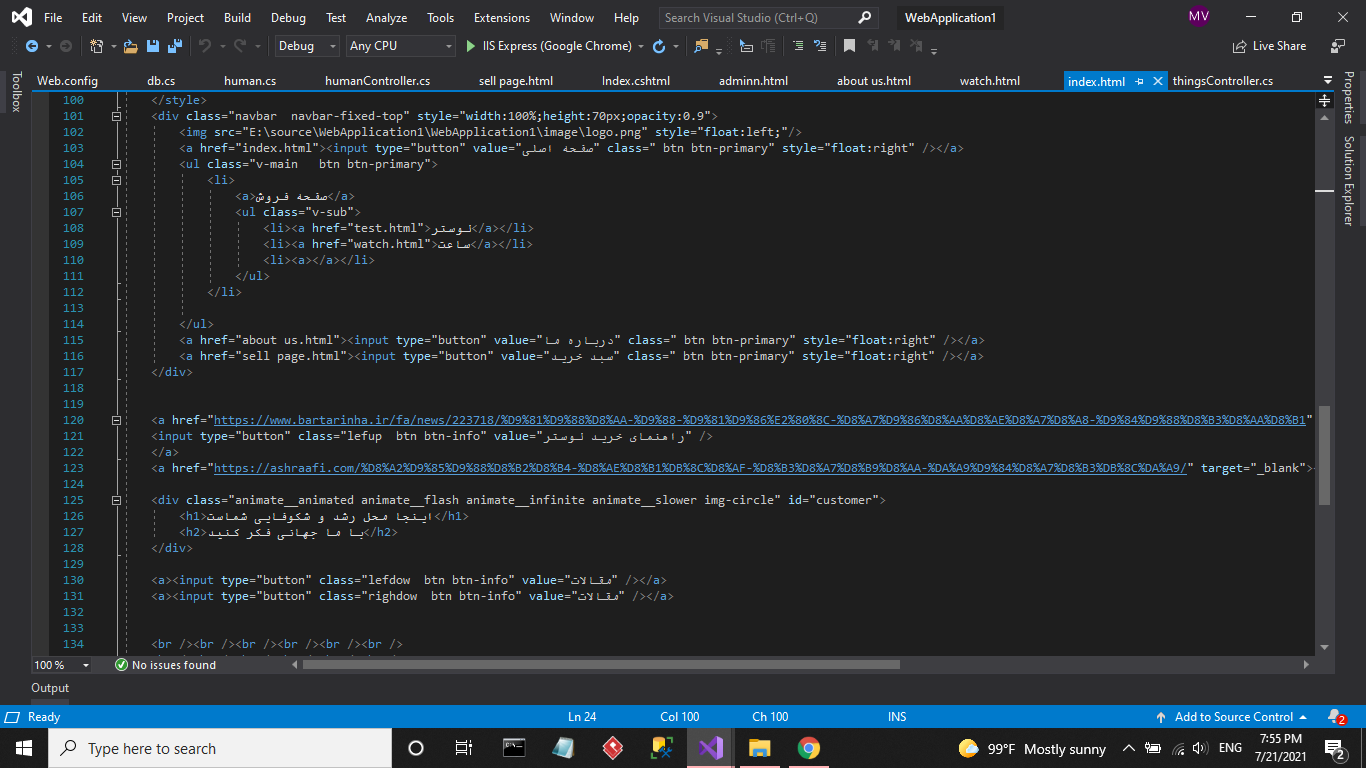 File Edit View Project Build Debug Test Analyze Tools Extensions Window Help Search Visual Studio (Ctrl+Q) WebApplication1 MV
Debug Any CPU IIS Express (Google Chrome) Live Share
Toolbox
Web.config db.cs human.cs humanController.cs sell page.html Index.cshtml adminn.html about us.html watch.html index.html thingsController.cs
Properties
Solution Explorer
100 </style>
101 <div class="navbar  navbar-fixed-top" style="width:100%;height:70px;opacity:0.9">
102 <img src="E:\source\WebApplication1\WebApplication1\image\logo.png" style="float:left;"/>
103 <a href="index.html"><input type="button" value="صفحه اصلی" class=" btn btn-primary" style="float:right" /></a>
104 <ul class="v-main   btn btn-primary">
105 <li>
106 <a>صفحه فروش</a>
107 <ul class="v-sub">
108 <li><a href="test.html">لوستر</a></li>
109 <li><a href="watch.html">ساعت</a></li>
110 <li><a></a></li>
111 </ul>
112 </li>
113
114 </ul>
115 <a href="about us.html"><input type="button" value="درباره ما" class=" btn btn-primary" style="float:right" /></a>
116 <a href="sell page.html"><input type="button" value="سبد خرید" class=" btn btn-primary" style="float:right" /></a>
117 </div>
118
119
120 <a href="https://www.bartarinha.ir/fa/news/223718/%D9%81%D9%88%D8%AA-%D9%88-%D9%81%D9%86%E2%80%8C-%D8%A7%D9%86%D8%AA%D8%AE%D8%A7%D8%A8-%D9%84%D9%88%D8%B3%D8%AA%D8%B1"
121 <input type="button" class="lefup  btn btn-info" value="راهنمای خرید لوستر" />
122 </a>
123 <a href="https://ashraafi.com/%D8%A2%D9%85%D9%88%D8%B2%D8%B4-%D8%AE%D8%B1%DB%8C%D8%AF-%D8%B3%D8%A7%D8%B9%D8%AA-%DA%A9%D9%84%D8%A7%D8%B3%DB%8C%DA%A9/" target="_blank">
124
125 <div class="animate__animated animate__flash animate__infinite animate__slower img-circle" id="customer">
126 <h1>اینجا محل رشد و شکوفایی شماست</h1>
127 <h2>با ما جهانی فکر کنید</h2>
128 </div>
129
130 <a><input type="button" class="lefdow  btn btn-info" value="مقالات" /></a>
131 <a><input type="button" class="righdow  btn btn-info" value="مقالات" /></a>
132
133
134 <br /><br /><br /><br /><br /><br />
100 % No issues found
Output
Ready Ln 24 Col 100 Ch 100 INS Add to Source Control 2
Type here to search 99°F Mostly sunny ENG 7:55 PM 2
7/21/2021